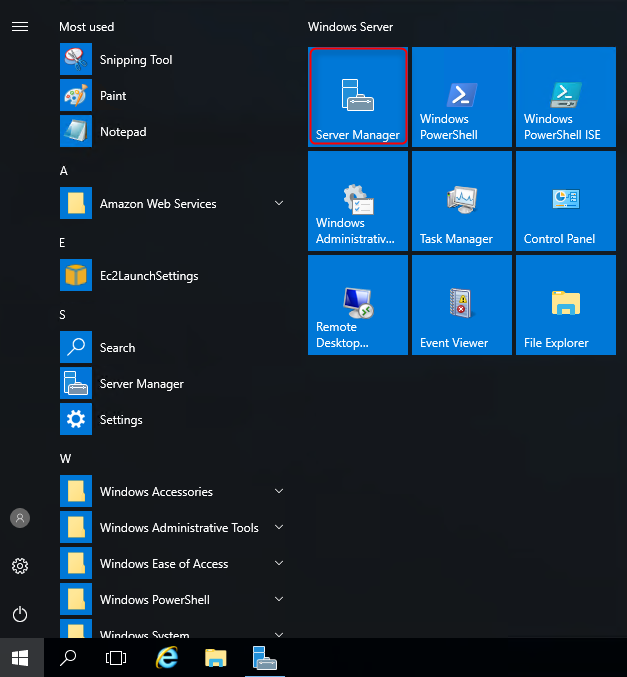 Most used
Snipping Tool
Paint
Notepad
A
Amazon Web Services
E
Ec2LaunchSettings
S
Search
Server Manager
Settings
W
Windows Accessories
Windows Administrative Tools
Windows Ease of Access
Windows PowerShell
Windows System
Windows Server
Server Manager
Windows
PowerShell
Windows
PowerShell ISE
Windows
Administrativ...
Task Manager
Control Panel
Remote
Desktop...
Event Viewer
File Explorer